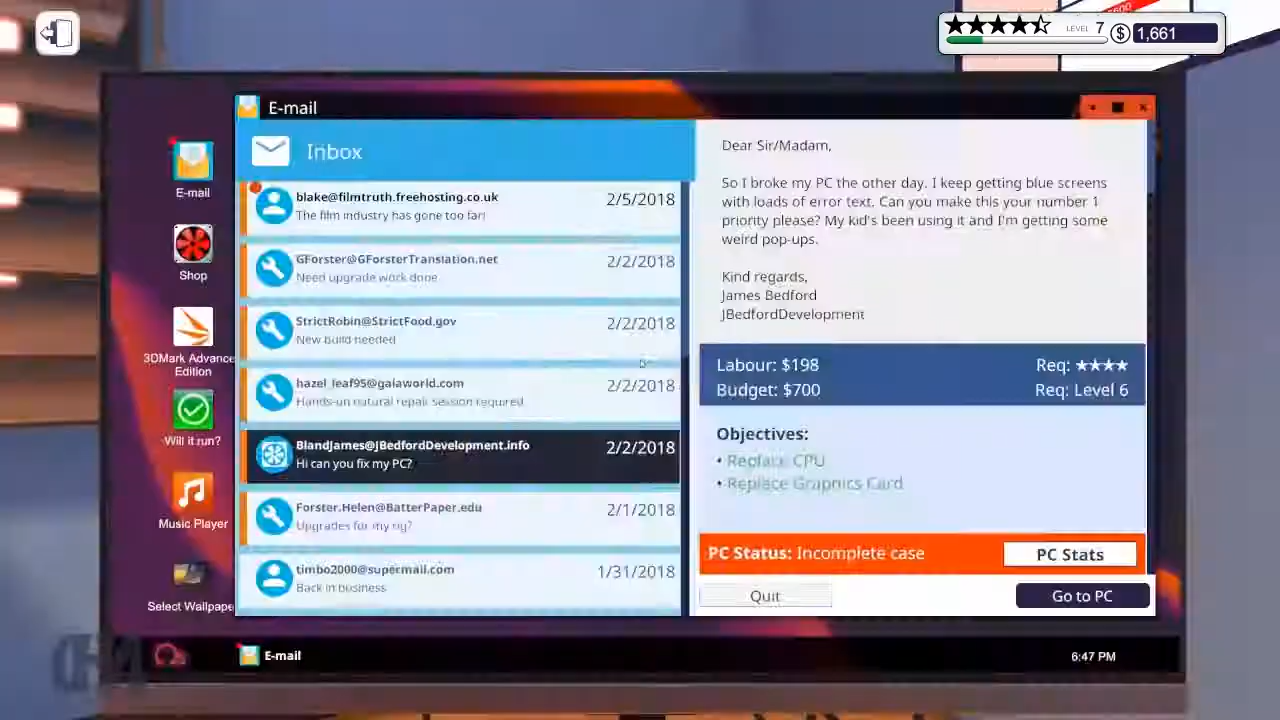 LEVEL 7
$ 1,661
E-mail
E-mail
Shop
3DMark Advance
Edition
Will it run?
Music Player
Select Wallpape
Inbox
blake@filmtruth.freehosting.co.uk 2/5/2018
The film industry has gone too far!
GForster@GForsterTranslation.net 2/2/2018
Need upgrade work done
StrictRobin@StrictFood.gov 2/2/2018
New build needed
hazel_leaf95@gaiaworld.com 2/2/2018
Hands-on natural repair session required
BlandJames@JBedfordDevelopment.info 2/2/2018
Hi can you fix my PC?
Forster.Helen@BatterPaper.edu 2/1/2018
Upgrades for my rig?
timbo2000@supermail.com 1/31/2018
Back in business
Dear Sir/Madam,
So I broke my PC the other day. I keep getting blue screens
with loads of error text. Can you make this your number 1
priority please? My kid's been using it and I'm getting some
weird pop-ups.
Kind regards,
James Bedford
JBedfordDevelopment
Labour: $198 Req: ★★★★
Budget: $700 Req: Level 6
Objectives:
• Replace CPU
• Replace Graphics Card
PC Status: Incomplete case PC Stats
Quit Go to PC
E-mail 6:47 PM